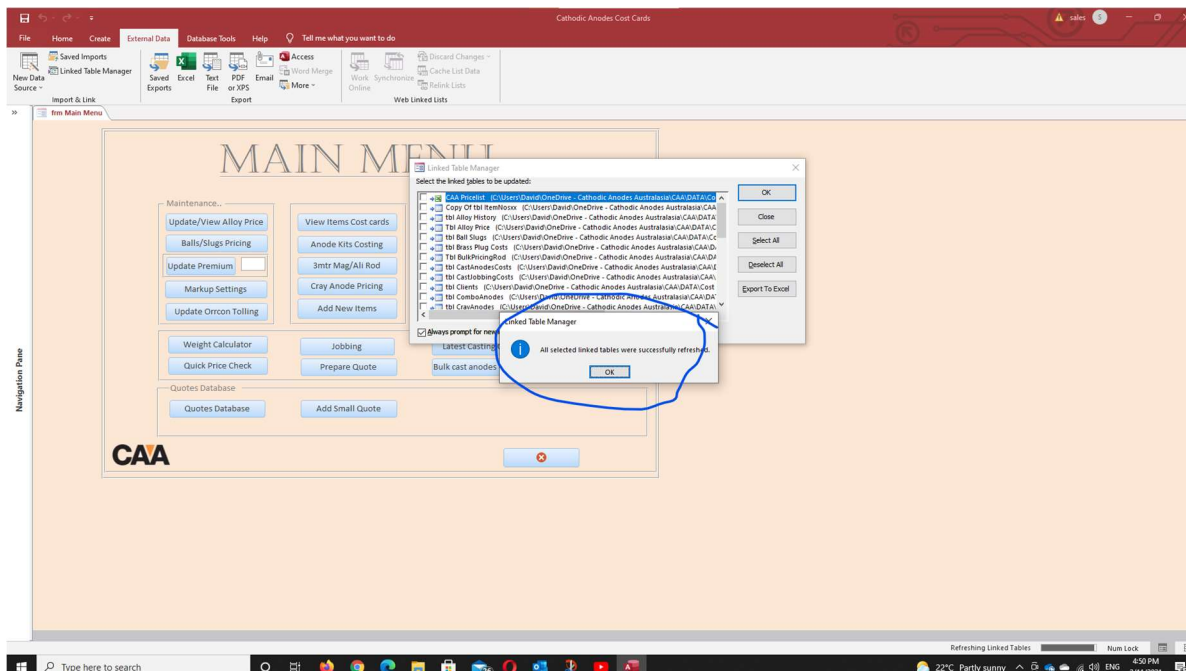 Cathodic Anodes Cost Cards
sales
S
File Home Create External Data Database Tools Help Tell me what you want to do
New Data Source
Saved Imports
Linked Table Manager
Import & Link
Saved Exports
Excel
Text File
PDF or XPS
Email
Access
Word Merge
More
Export
Work Online
Synchronize
Discard Changes
Cache List Data
Relink Lists
Web Linked Lists
frm Main Menu
Navigation Pane
MAIN MENU
Maintenance..
Update/View Alloy Price
Balls/Slugs Pricing
Update Premium
Markup Settings
Update Orrcon Tolling
View Items Cost cards
Anode Kits Costing
3mtr Mag/Ali Rod
Cray Anode Pricing
Add New Items
Weight Calculator
Jobbing
Latest Casting
Quick Price Check
Prepare Quote
Bulk cast anodes
Quotes Database
Quotes Database
Add Small Quote
CAA
Linked Table Manager
Select the linked tables to be updated:
CAA Pricelist (C:\Users\David\OneDrive - Cathodic Anodes Australasia\CAA\DATA\Co
Copy Of tbl ItemNosxx (C:\Users\David\OneDrive - Cathodic Anodes Australasia\CAA
tbl Alloy History (C:\Users\David\OneDrive - Cathodic Anodes Australasia\CAA\DATA
Tbl Alloy Price (C:\Users\David\OneDrive - Cathodic Anodes Australasia\CAA\DATA\C
tbl Ball Slugs (C:\Users\David\OneDrive - Cathodic Anodes Australasia\CAA\DATA\Cc
tbl Brass Plug Costs (C:\Users\David\OneDrive - Cathodic Anodes Australasia\CAA\D
Tbl BulkPricingRod (C:\Users\David\OneDrive - Cathodic Anodes Australasia\CAA\DA
tbl CastAnodesCosts (C:\Users\David\OneDrive - Cathodic Anodes Australasia\CAA\D
tbl CastJobbingCosts (C:\Users\David\OneDrive - Cathodic Anodes Australasia\CAA\
tbl Clients (C:\Users\David\OneDrive - Cathodic Anodes Australasia\CAA\DATA\Cost
tbl ComboAnodes (C:\Users\David\OneDrive - Cathodic Anodes Australasia\CAA\DA
tbl CrayAnodes (C:\Users\David\OneDrive - Cathodic Anodes Australasia\CAA\DATA\
Always prompt for new
OK
Close
Select All
Deselect All
Export To Excel
Linked Table Manager
All selected linked tables were successfully refreshed.
OK
Refreshing Linked Tables
Num Lock
Type here to search
22°C Partly sunny
ENG
4:50 PM